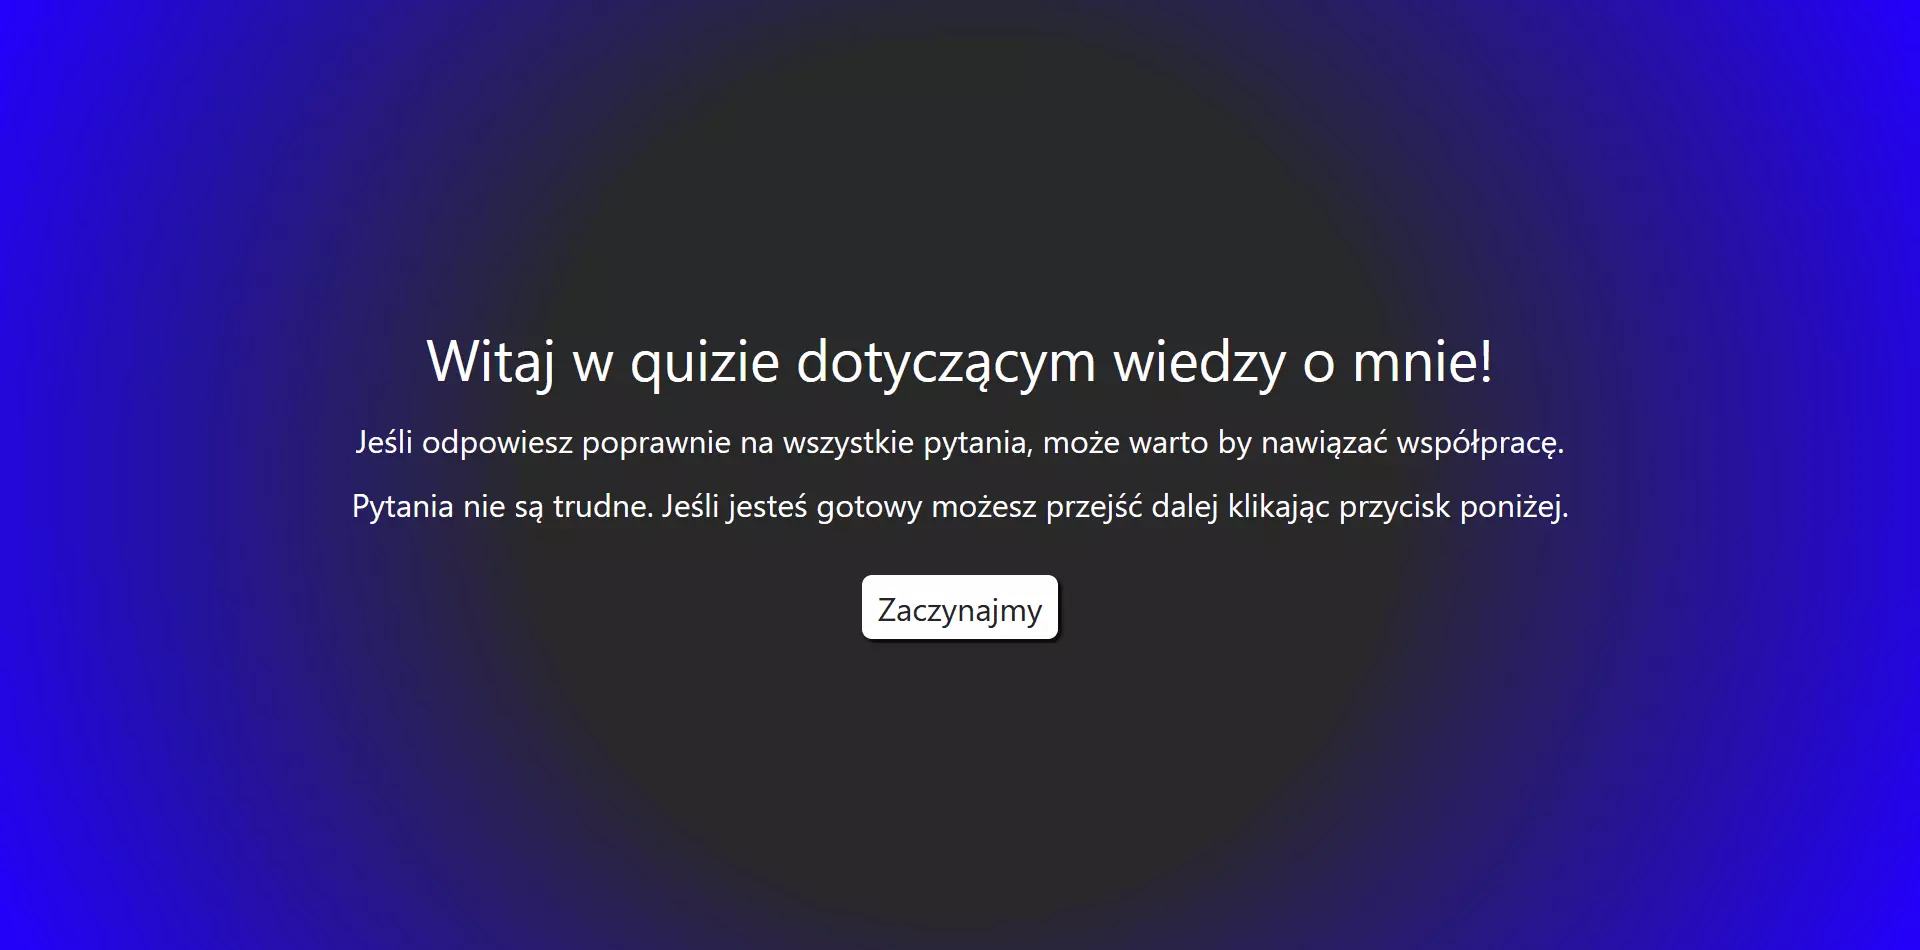 Witaj w quizie dotyczącym wiedzy o mnie!
Jeśli odpowiesz poprawnie na wszystkie pytania, może warto by nawiązać współpracę.
Pytania nie są trudne. Jeśli jesteś gotowy możesz przejść dalej klikając przycisk poniżej.
Zaczynajmy